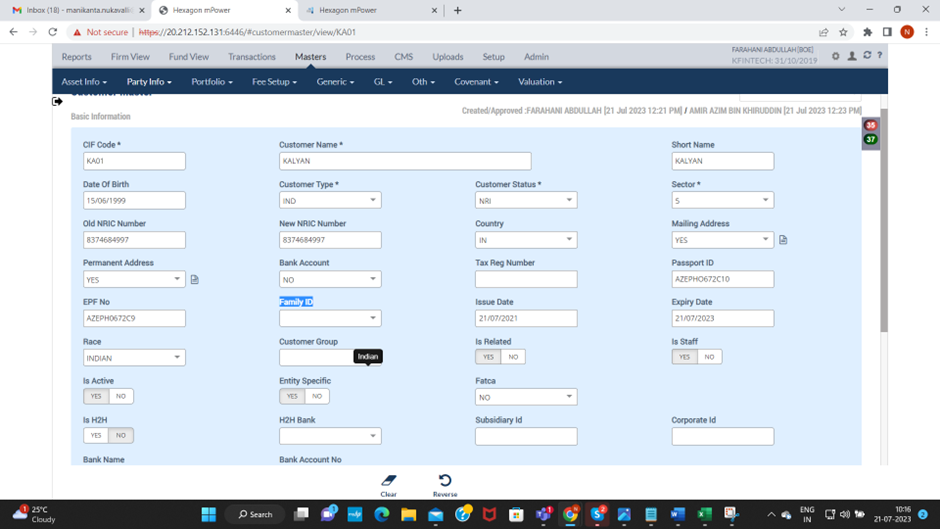 Inbox (18) - manikanta.nukavalli
Hexagon mPower
Hexagon mPower
Not secure
https://20.212.152.131:6446/#customermaster/view/KA01
N
Reports Firm View Fund View Transactions Masters Process CMS Uploads Setup Admin
FARAHANI ABDULLAH [BOE]
KFINTECH: 31/10/2019
Asset Info Party Info Portfolio Fee Setup Generic GL Oth Covenant Valuation
Customer Master
Created/Approved :FARAHANI ABDULLAH [21 Jul 2023 12:21 PM] / AMIR AZIM BIN KHIRUDDIN [21 Jul 2023 12:23 PM]
Basic Information
35
37
CIF Code * Customer Name * Short Name
KA01 KALYAN KALYAN
Date Of Birth Customer Type * Customer Status * Sector *
15/06/1999 IND NRI 5
Old NRIC Number New NRIC Number Country Mailing Address
8374684997 8374684997 IN YES
Permanent Address Bank Account Tax Reg Number Passport ID
YES NO AZEPHO672C10
EPF No Family ID Issue Date Expiry Date
AZEPH0672C9 21/07/2021 21/07/2023
Race Customer Group Is Related Is Staff
INDIAN Indian YES NO YES NO
Is Active Entity Specific Fatca
YES NO YES NO NO
Is H2H H2H Bank Subsidiary Id Corporate Id
YES NO
Bank Name Bank Account No
Clear Reverse
25°C
Cloudy
Search
ENG
IN
10:16
21-07-2023